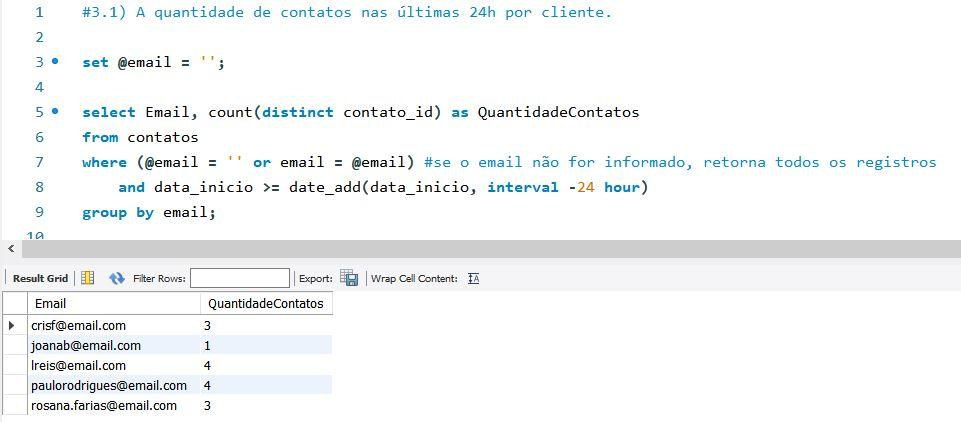 1 #3.1) A quantidade de contatos nas últimas 24h por cliente.
2
3 set @email = '';
4
5 select Email, count(distinct contato_id) as QuantidadeContatos
6 from contatos
7 where (@email = '' or email = @email) #se o email não for informado, retorna todos os registros
8 and data_inicio >= date_add(data_inicio, interval -24 hour)
9 group by email;
10
Result Grid Filter Rows: Export: Wrap Cell Content:
Email QuantidadeContatos
crisf@email.com 3
joanab@email.com 1
lreis@email.com 4
paulorodrigues@email.com 4
rosana.farias@email.com 3